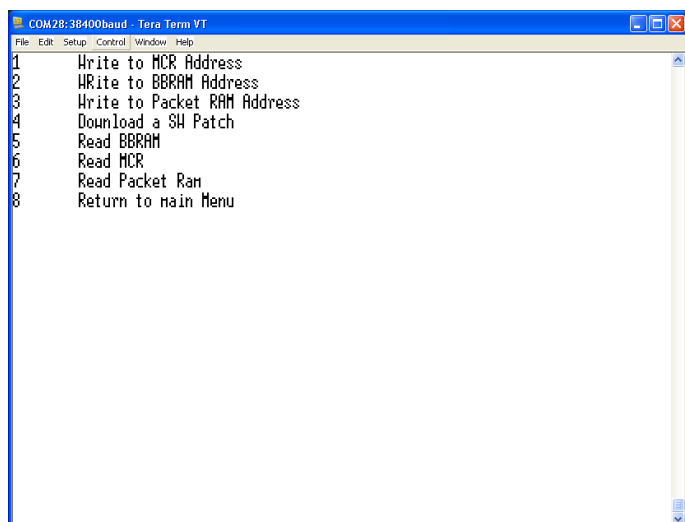 COM28:38400baud - Tera Term VT
File Edit Setup Control Window Help
1 Write to MCR Address
2 WRite to BBRAM Address
3 Write to Packet RAM Address
4 Download a SW Patch
5 Read BBRAM
6 Read MCR
7 Read Packet Ram
8 Return to main Menu